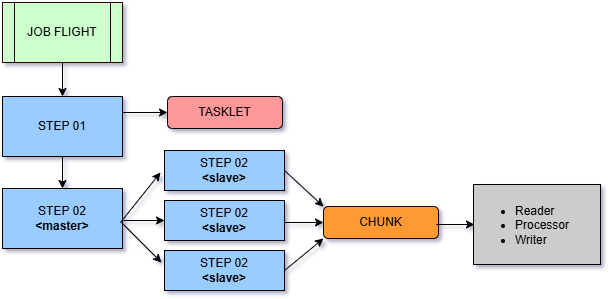 JOB FLIGHT
STEP 01
TASKLET
STEP 02
<master>
STEP 02
<slave>
STEP 02
<slave>
STEP 02
<slave>
CHUNK
• Reader
• Processor
• Writer